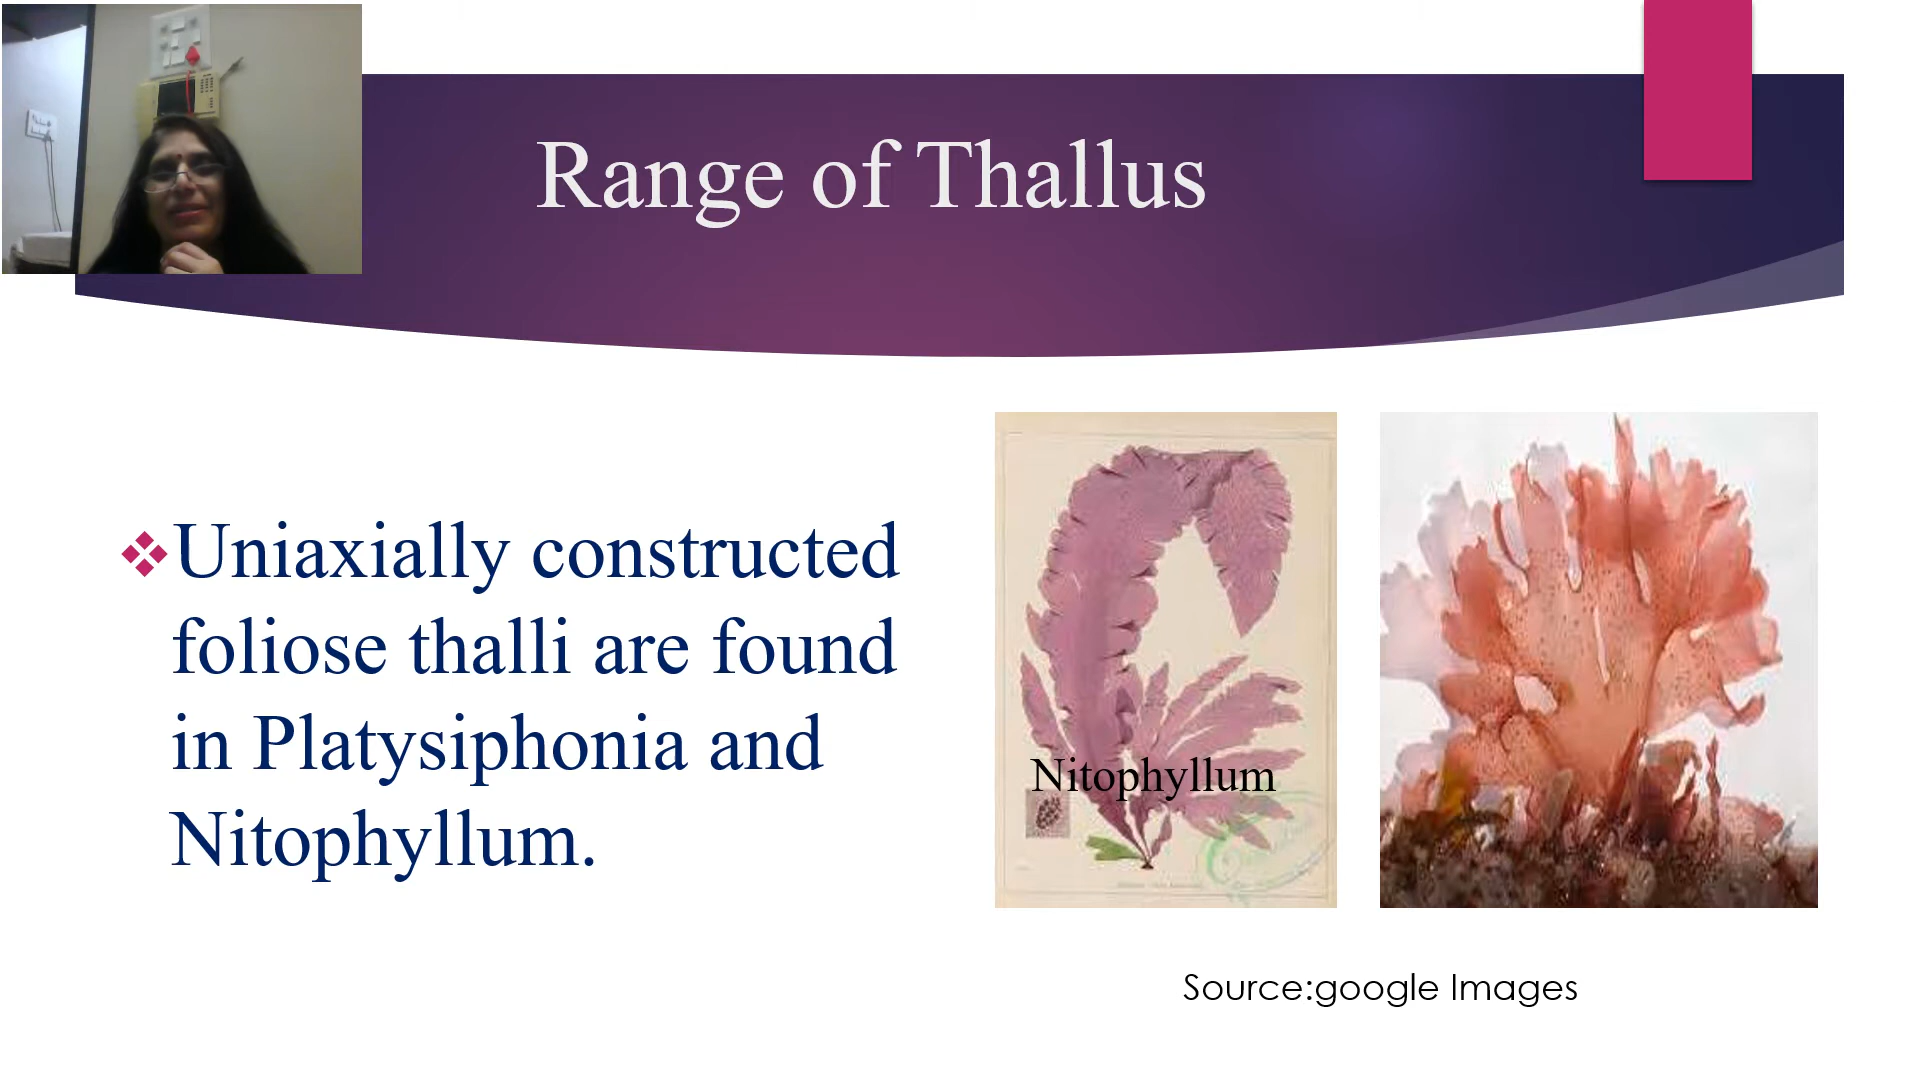 Range of Thallus
Uniaxially constructed
foliose thalli are found
in Platysiphonia and
Nitophyllum.
Nitophyllum
Source:google Images